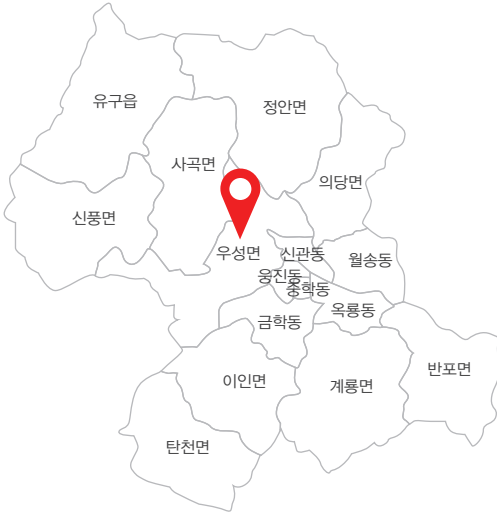 유구읍
정안면
사곡면
의당면
신풍면
우성면
신관동
월송동
웅진동
중학동
옥룡동
금학동
반포면
이인면
계룡면
탄천면